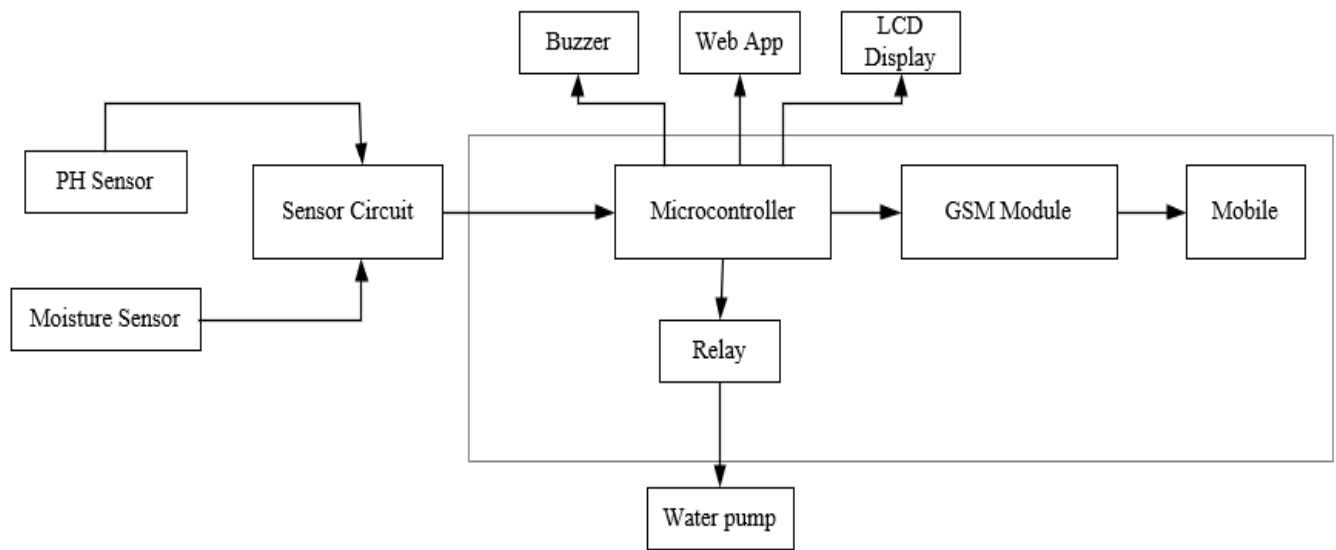 Buzzer
Web App
LCD
Display
PH Sensor
Sensor Circuit
Microcontroller
GSM Module
Mobile
Moisture Sensor
Relay
Water pump